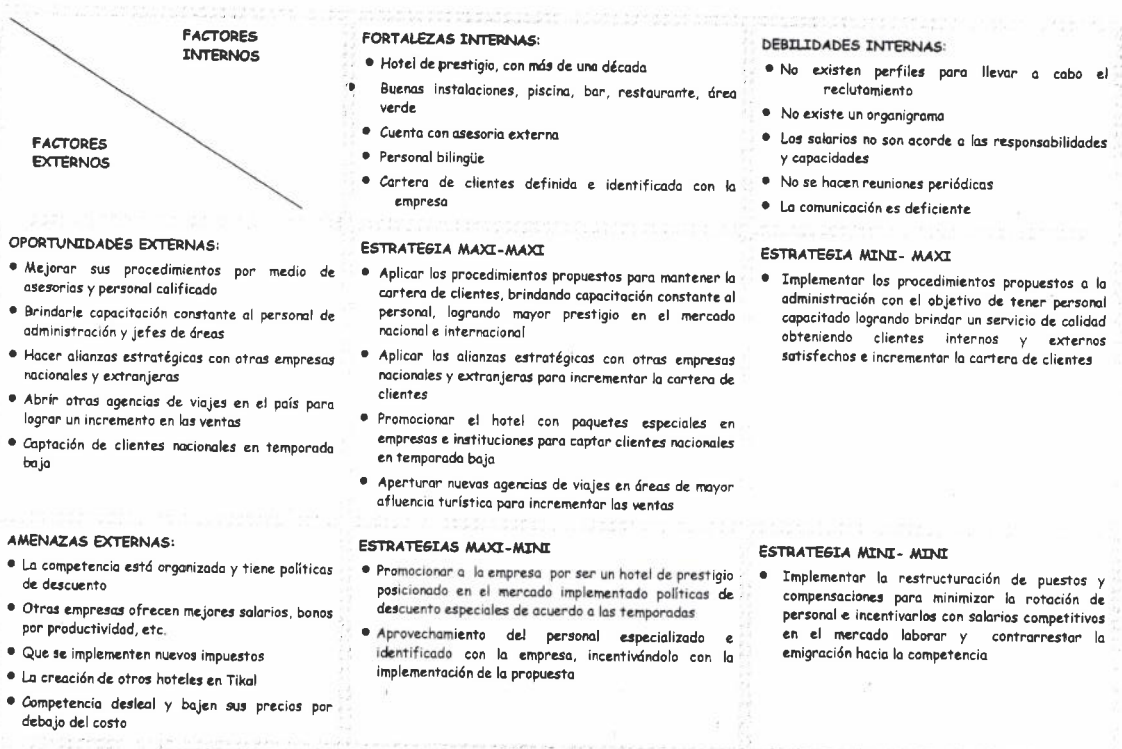 FACTORES
INTERNOS
FACTORES
EXTERNOS
FORTALEZAS INTERNAS:
• Hotel de prestigio, con más de una década
• Buenas instalaciones, piscina, bar, restaurante, área
verde
• Cuenta con asesoria externa
• Personal bilingüe
• Cartera de clientes definida e identificada con la
empresa
DEBILIDADES INTERNAS:
• No existen perfiles para llevar a cabo el
reclutamiento
• No existe un organigrama
• Los salarios no son acorde a las responsabilidades
y capacidades
• No se hacen reuniones periódicas
• La comunicación es deficiente
OPORTUNIDADES EXTERNAS:
• Mejorar sus procedimientos por medio de
asesorias y personal calificado
• Brindarle capacitación constante al personal de
administración y jefes de áreas
• Hacer alianzas estratégicas con otras empresas
nacionales y extranjeras
• Abrir otras agencias de viajes en el país para
lograr un incremento en las ventas
• Captación de clientes nacionales en temporada
baja
ESTRATEGIA MAXI-MAXI
• Aplicar los procedimientos propuestos para mantener la
cartera de clientes, brindando capacitación constante al
personal, logrando mayor prestigio en el mercado
nacional e internacional
• Aplicar las alianzas estratégicas con otras empresas
nacionales y extranjeras para incrementar la cartera de
clientes
• Promocionar el hotel con paquetes especiales en
empresas e instituciones para captar clientes nacionales
en temporada baja
• Aperturar nuevas agencias de viajes en áreas de mayor
afluencia turística para incrementar las ventas
ESTRATEGIA MINI- MAXI
• Implementar los procedimientos propuestos a la
administración con el objetivo de tener personal
capacitado logrando brindar un servicio de calidad
obteniendo clientes internos y externos
satisfechos e incrementar la cartera de clientes
AMENAZAS EXTERNAS:
• La competencia está organizada y tiene políticas
de descuento
• Otras empresas ofrecen mejores salarios, bonos
por productividad, etc.
• Que se implementen nuevos impuestos
• La creación de otros hoteles en Tikal
• Competencia desleal y bajen sus precios por
debajo del costo
ESTRATEGIAS MAXI-MINI
• Promocionar a la empresa por ser un hotel de prestigio
posicionado en el mercado implementado políticas de
descuento especiales de acuerdo a las temporadas
• Aprovechamiento del personal especializado e
identificado con la empresa, incentivándolo con la
implementación de la propuesta
ESTRATEGIA MINI- MINI
• Implementar la restructuración de puestos y
compensaciones para minimizar la rotación de
personal e incentivarlos con salarios competitivos
en el mercado laborar y contrarrestar la
emigración hacia la competencia